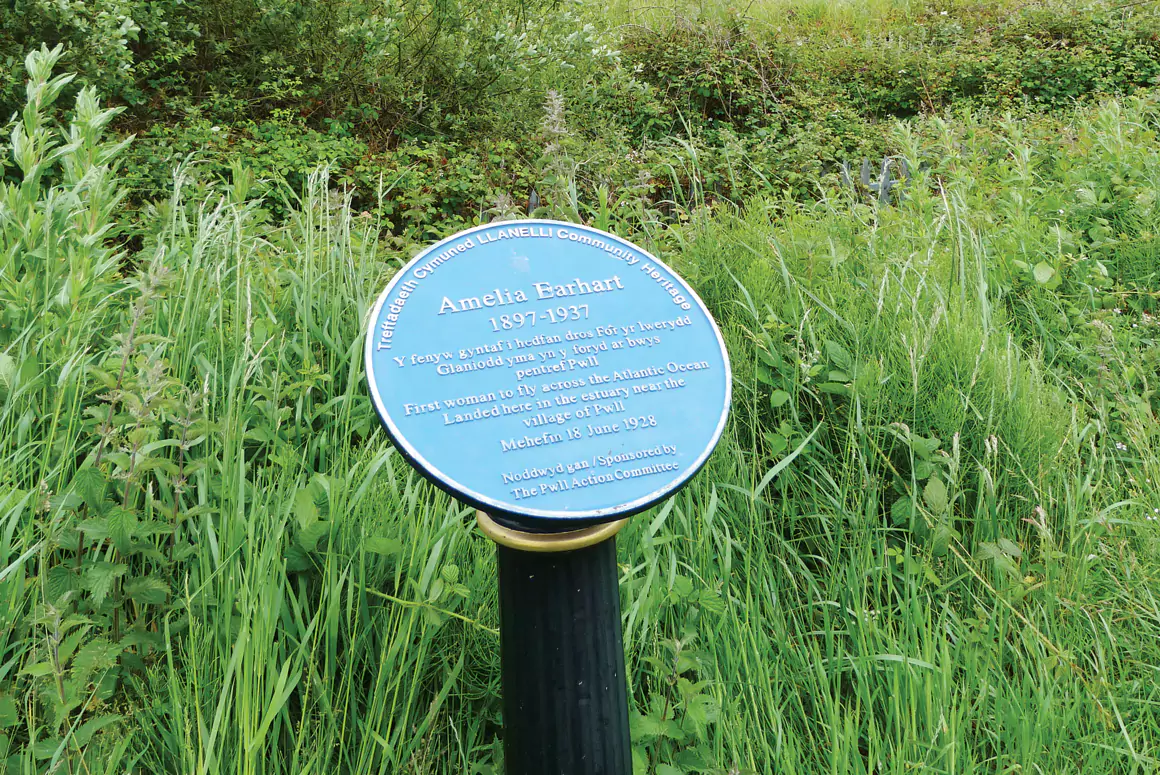 Treftadaeth Cymuned LLANELLI Community Heritage
Amelia Earhart
1897-1937
Y fenyw gyntaf i hedfan dros Fôr yr Iwerydd
Glaniodd yma yn y foryd ar bwys
pentref Pwll
First woman to fly across the Atlantic Ocean
Landed here in the estuary near the
village of Pwll
Mehefin 18 June 1928
Noddwyd gan / Sponsored by
The Pwll Action Committee